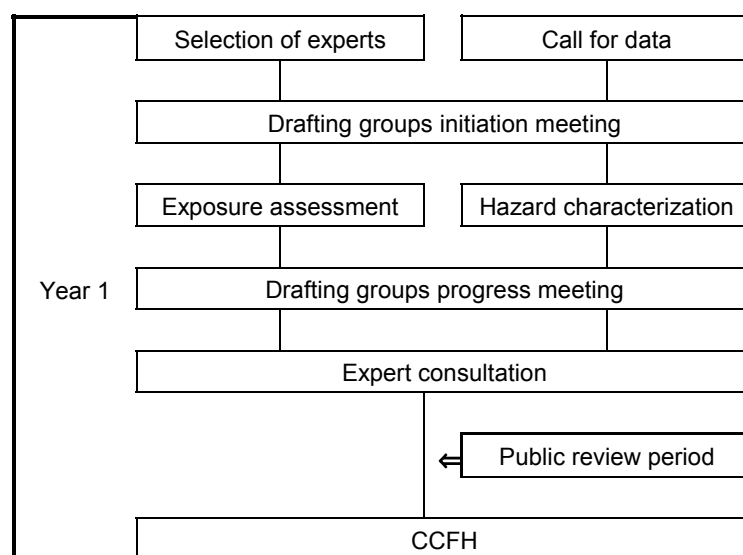 Selection of experts
Call for data
Drafting groups initiation meeting
Exposure assessment
Hazard characterization
Year 1
Drafting groups progress meeting
Expert consultation
⇐
Public review period
CCFH